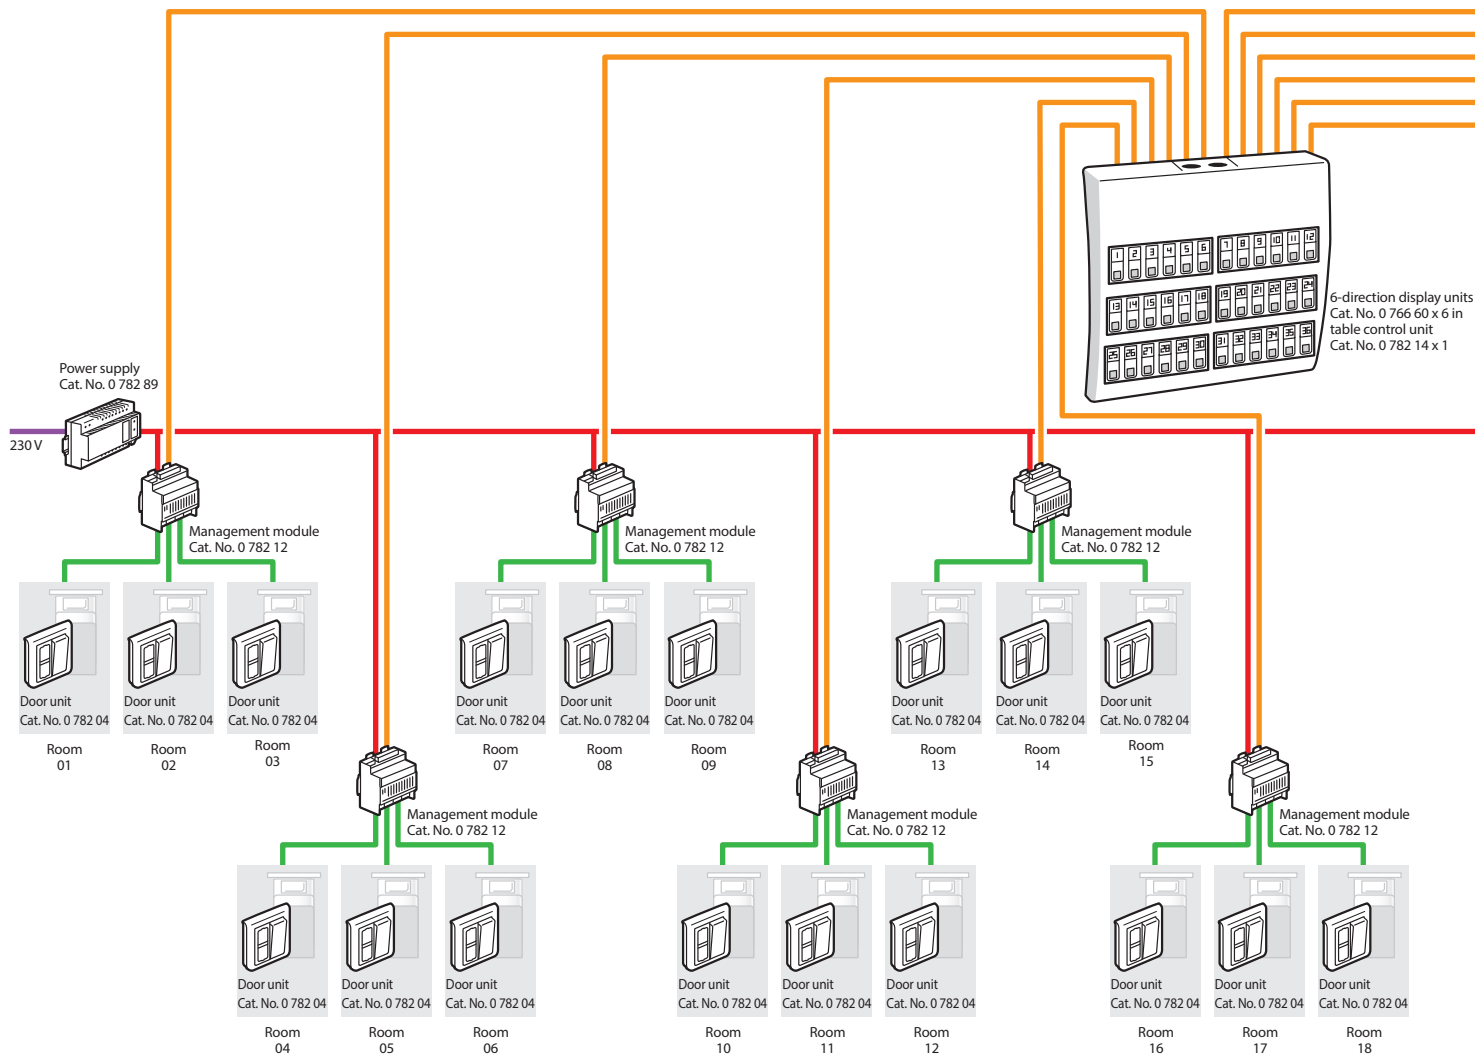 1 2 3 4 5 6 7 8 9 10 11 12
13 14 15 16 17 18 19 20 21 22 23 24
25 26 27 28 29 30 31 32 33 34 35 36
6-direction display units
Cat. No. 0 766 60 x 6 in
table control unit
Cat. No. 0 782 14 x 1
Power supply
Cat. No. 0 782 89
230 V
Management module
Cat. No. 0 782 12
Management module
Cat. No. 0 782 12
Management module
Cat. No. 0 782 12
Door unit
Cat. No. 0 782 04
Room
01
Door unit
Cat. No. 0 782 04
Room
02
Door unit
Cat. No. 0 782 04
Room
03
Door unit
Cat. No. 0 782 04
Room
07
Door unit
Cat. No. 0 782 04
Room
08
Door unit
Cat. No. 0 782 04
Room
09
Door unit
Cat. No. 0 782 04
Room
13
Door unit
Cat. No. 0 782 04
Room
14
Door unit
Cat. No. 0 782 04
Room
15
Management module
Cat. No. 0 782 12
Management module
Cat. No. 0 782 12
Management module
Cat. No. 0 782 12
Door unit
Cat. No. 0 782 04
Room
04
Door unit
Cat. No. 0 782 04
Room
05
Door unit
Cat. No. 0 782 04
Room
06
Door unit
Cat. No. 0 782 04
Room
10
Door unit
Cat. No. 0 782 04
Room
11
Door unit
Cat. No. 0 782 04
Room
12
Door unit
Cat. No. 0 782 04
Room
16
Door unit
Cat. No. 0 782 04
Room
17
Door unit
Cat. No. 0 782 04
Room
18